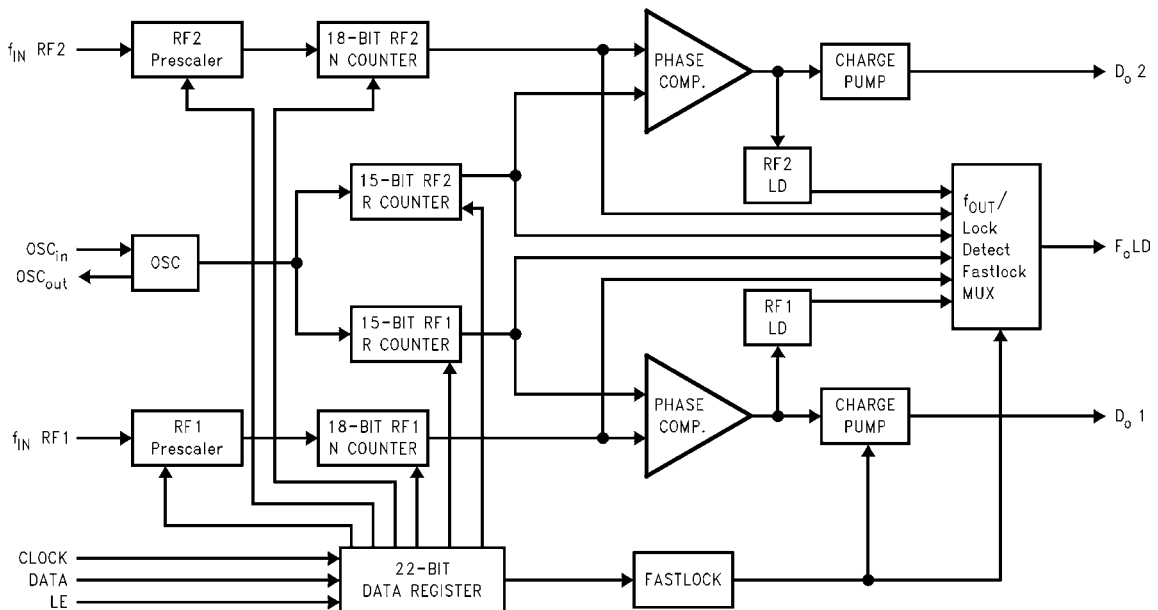 f_IN RF2
RF2
Prescaler
18-BIT RF2
N COUNTER
PHASE
COMP.
CHARGE
PUMP
D_o 2
RF2
LD
15-BIT RF2
R COUNTER
OSC_in
OSC_out
OSC
f_OUT/
Lock
Detect
Fastlock
MUX
F_oLD
15-BIT RF1
R COUNTER
RF1
LD
f_IN RF1
RF1
Prescaler
18-BIT RF1
N COUNTER
PHASE
COMP.
CHARGE
PUMP
D_o 1
CLOCK
DATA
LE
22-BIT
DATA REGISTER
FASTLOCK